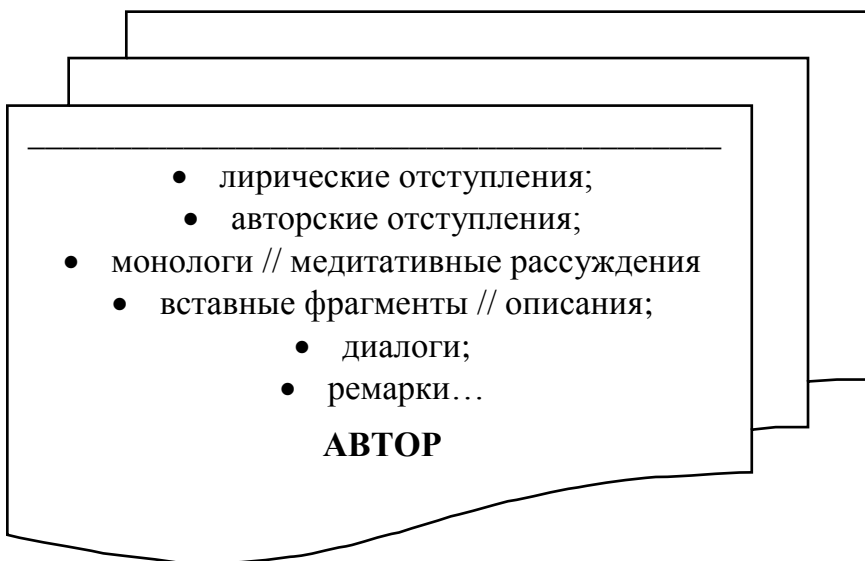 • лирические отступления;
• авторские отступления;
• монологи // медитативные рассуждения
• вставные фрагменты // описания;
• диалоги;
• ремарки…
АВТОР